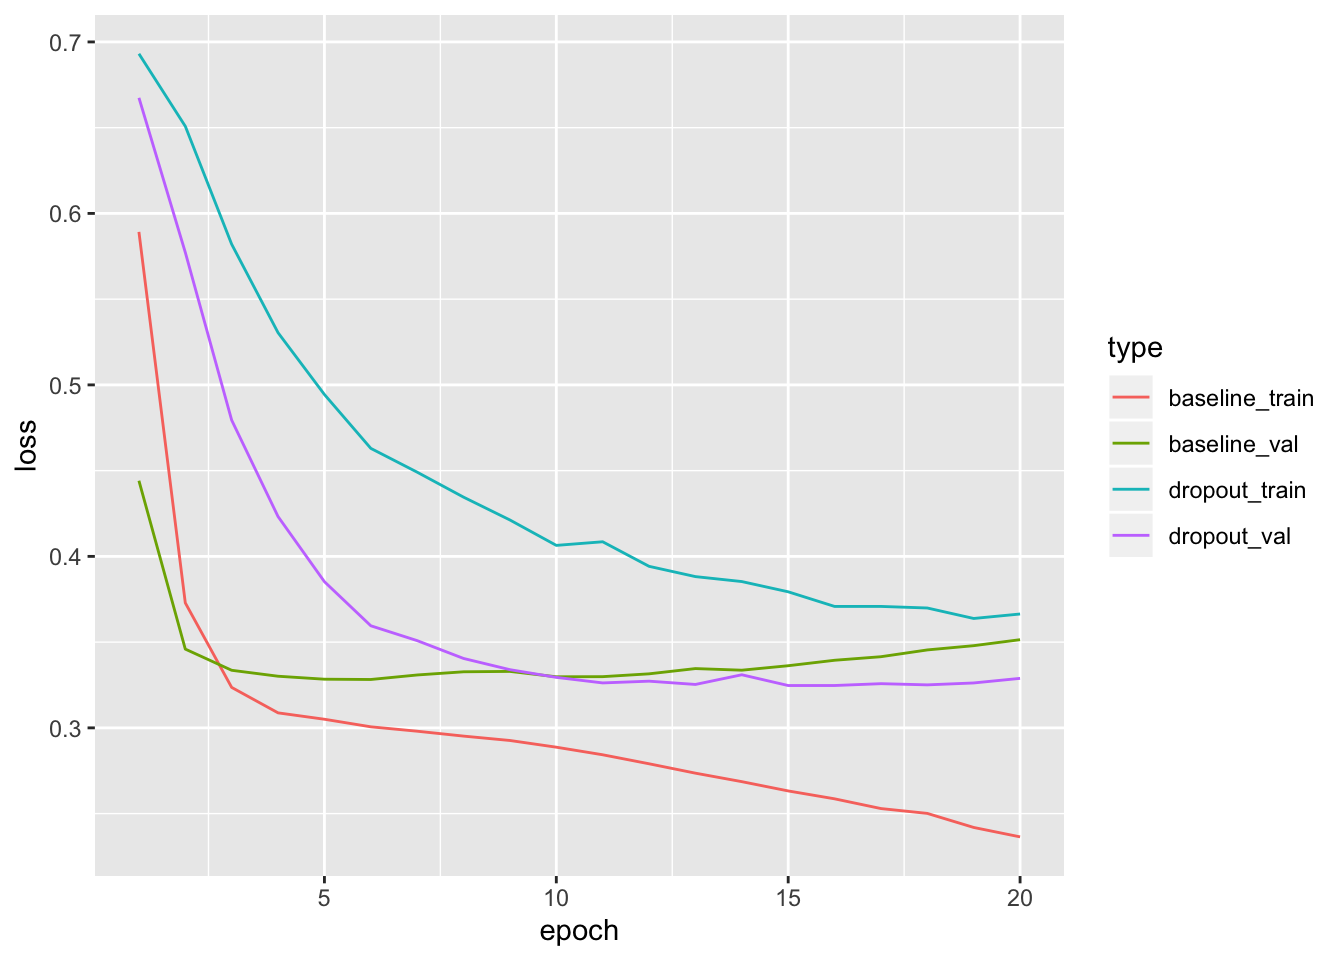 0.7
0.6
0.5
0.4
0.3
loss
5 10 15 20
epoch
type
baseline_train
baseline_val
dropout_train
dropout_val